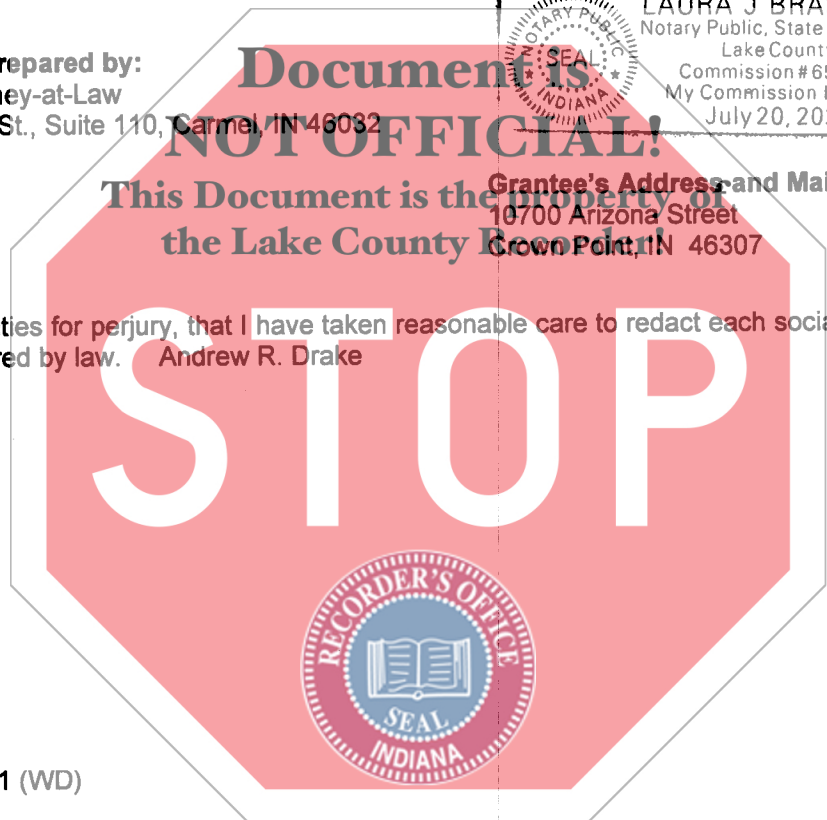 LAURA J BRA
Notary Public, State
Lake County
Commission # 65
My Commission
July 20, 202
NOTARY PUBLIC
SEAL
INDIANA
repared by:
ney-at-Law
St., Suite 110, Carmel, IN 46032
Document is
NOT OFFICIAL!
This Document is the property of
the Lake County Recorder!
Grantee's Address and Mai
10700 Arizona Street
Crown Point, IN 46307
ties for perjury, that I have taken reasonable care to redact each socia
red by law. Andrew R. Drake
STOP
RECORDER'S OFFICE
SEAL
INDIANA
1 (WD)